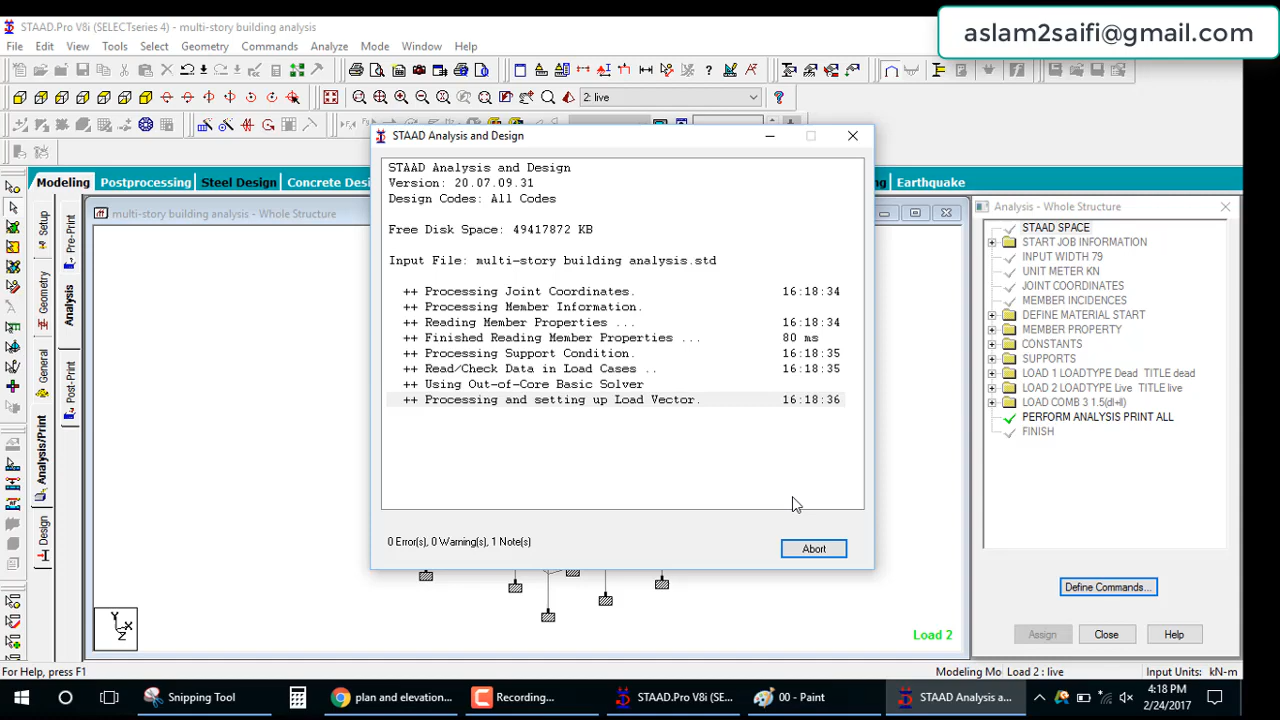 STAAD.Pro V8i (SELECTseries 4) - multi-story building analysis
aslam2saifi@gmail.com
File Edit View Tools Select Geometry Commands Analyze Mode Window Help
2: live
Modeling Postprocessing Steel Design Concrete Desi Earthquake
multi-story building analysis - Whole Structure
Setup
Geometry
General
Analysis/Print
Design
Pre-Print
Analysis
Post-Print
STAAD Analysis and Design
STAAD Analysis and Design
Version: 20.07.09.31
Design Codes: All Codes
Free Disk Space: 49417872 KB
Input File: multi-story building analysis.std
++ Processing Joint Coordinates. 16:18:34
++ Processing Member Information.
++ Reading Member Properties ... 16:18:34
++ Finished Reading Member Properties ... 80 ms
++ Processing Support Condition. 16:18:35
++ Read/Check Data in Load Cases .. 16:18:35
++ Using Out-of-Core Basic Solver
++ Processing and setting up Load Vector. 16:18:36
0 Error(s), 0 Warning(s), 1 Note(s)
Abort
Y
X
Z
Load 2
Analysis - Whole Structure
STAAD SPACE
START JOB INFORMATION
INPUT WIDTH 79
UNIT METER KN
JOINT COORDINATES
MEMBER INCIDENCES
DEFINE MATERIAL START
MEMBER PROPERTY
CONSTANTS
SUPPORTS
LOAD 1 LOADTYPE Dead TITLE dead
LOAD 2 LOADTYPE Live TITLE live
LOAD COMB 3 1.5(dl+ll)
PERFORM ANALYSIS PRINT ALL
FINISH
Define Commands...
Assign Close Help
For Help, press F1
Modeling Mo Load 2 : live Input Units: kN-m
Snipping Tool
plan and elevation...
Recording...
STAAD.Pro V8i (SE...
00 - Paint
STAAD Analysis a...
4:18 PM
2/24/2017